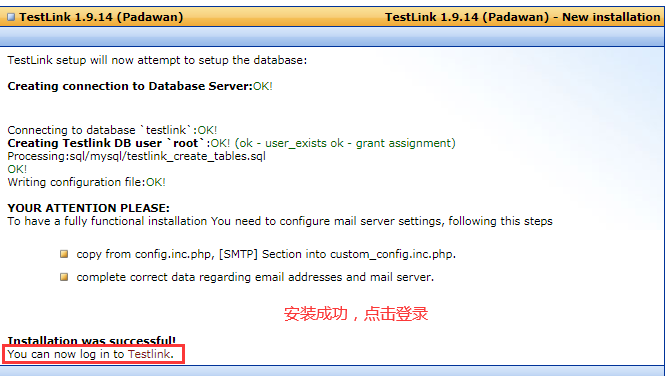 TestLink 1.9.14 (Padawan) TestLink 1.9.14 (Padawan) - New installation
TestLink setup will now attempt to setup the database:
Creating connection to Database Server:OK!
Connecting to database `testlink`:OK!
Creating Testlink DB user `root`:OK! (ok - user_exists ok - grant assignment)
Processing:sql/mysql/testlink_create_tables.sql
OK!
Writing configuration file:OK!
YOUR ATTENTION PLEASE:
To have a fully functional installation You need to configure mail server settings, following this steps
copy from config.inc.php, [SMTP] Section into custom_config.inc.php.
complete correct data regarding email addresses and mail server.
安装成功，点击登录
Installation was successful!
You can now log in to Testlink.